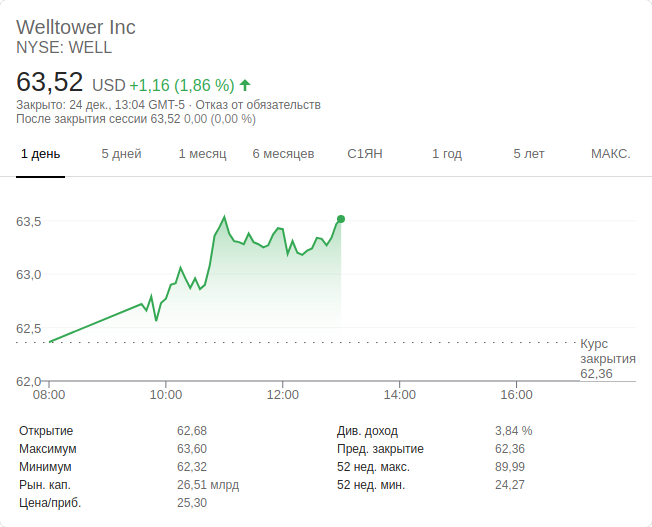 Welltower Inc
NYSE: WELL
63,52 USD +1,16 (1,86 %)
Закрыто: 24 дек., 13:04 GMT-5 · Отказ от обязательств
После закрытия сессии 63,52 0,00 (0,00 %)
1 день 5 дней 1 месяц 6 месяцев С1ЯН 1 год 5 лет МАКС.
63,5
63,0
62,5
62,0
Курс
закрытия
62,36
08:00 10:00 12:00 14:00 16:00
Открытие 62,68 Див. доход 3,84 %
Максимум 63,60 Пред. закрытие 62,36
Минимум 62,32 52 нед. макс. 89,99
Рын. кап. 26,51 млрд 52 нед. мин. 24,27
Цена/приб. 25,30